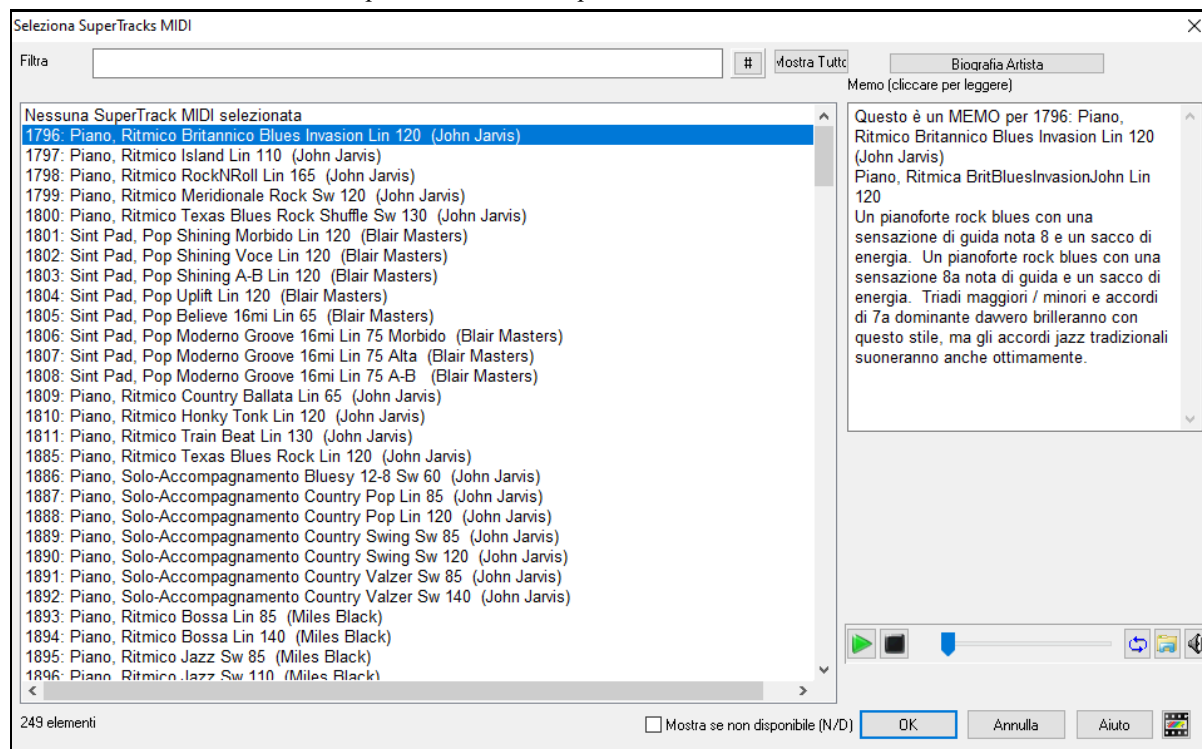 Seleziona SuperTracks MIDI
Filtra
#
Mostra Tutto
Biografia Artista
Memo (cliccare per leggere)
Nessuna SuperTrack MIDI selezionata
1796: Piano, Ritmico Britannico Blues Invasion Lin 120 (John Jarvis)
1797: Piano, Ritmico Island Lin 110 (John Jarvis)
1798: Piano, Ritmico RockNRoll Lin 165 (John Jarvis)
1799: Piano, Ritmico Meridionale Rock Sw 120 (John Jarvis)
1800: Piano, Ritmico Texas Blues Rock Shuffle Sw 130 (John Jarvis)
1801: Sint Pad, Pop Shining Morbido Lin 120 (Blair Masters)
1802: Sint Pad, Pop Shining Voce Lin 120 (Blair Masters)
1803: Sint Pad, Pop Shining A-B Lin 120 (Blair Masters)
1804: Sint Pad, Pop Uplift Lin 120 (Blair Masters)
1805: Sint Pad, Pop Believe 16mi Lin 65 (Blair Masters)
1806: Sint Pad, Pop Moderno Groove 16mi Lin 75 Morbido (Blair Masters)
1807: Sint Pad, Pop Moderno Groove 16mi Lin 75 Alta (Blair Masters)
1808: Sint Pad, Pop Moderno Groove 16mi Lin 75 A-B (Blair Masters)
1809: Piano, Ritmico Country Ballata Lin 65 (John Jarvis)
1810: Piano, Ritmico Honky Tonk Lin 120 (John Jarvis)
1811: Piano, Ritmico Train Beat Lin 130 (John Jarvis)
1885: Piano, Ritmico Texas Blues Rock Lin 120 (John Jarvis)
1886: Piano, Solo-Accompagnamento Bluesy 12-8 Sw 60 (John Jarvis)
1887: Piano, Solo-Accompagnamento Country Pop Lin 85 (John Jarvis)
1888: Piano, Solo-Accompagnamento Country Pop Lin 120 (John Jarvis)
1889: Piano, Solo-Accompagnamento Country Swing Sw 85 (John Jarvis)
1890: Piano, Solo-Accompagnamento Country Swing Sw 120 (John Jarvis)
1891: Piano, Solo-Accompagnamento Country Valzer Sw 85 (John Jarvis)
1892: Piano, Solo-Accompagnamento Country Valzer Sw 140 (John Jarvis)
1893: Piano, Ritmico Bossa Lin 85 (Miles Black)
1894: Piano, Ritmico Bossa Lin 140 (Miles Black)
1895: Piano, Ritmico Jazz Sw 85 (Miles Black)
1896: Piano, Ritmico Jazz Sw 110 (Miles Black)
Questo è un MEMO per 1796: Piano,
Ritmico Britannico Blues Invasion Lin 120
(John Jarvis)
Piano, Ritmica BritBluesInvasionJohn Lin
120
Un pianoforte rock blues con una
sensazione di guida nota 8 e un sacco di
energia. Un pianoforte rock blues con una
sensazione 8a nota di guida e un sacco di
energia. Triadi maggiori / minori e accordi
di 7a dominante davvero brilleranno con
questo stile, ma gli accordi jazz tradizionali
suoneranno anche ottimamente.
249 elementi
Mostra se non disponibile (N/D)
OK
Annulla
Aiuto